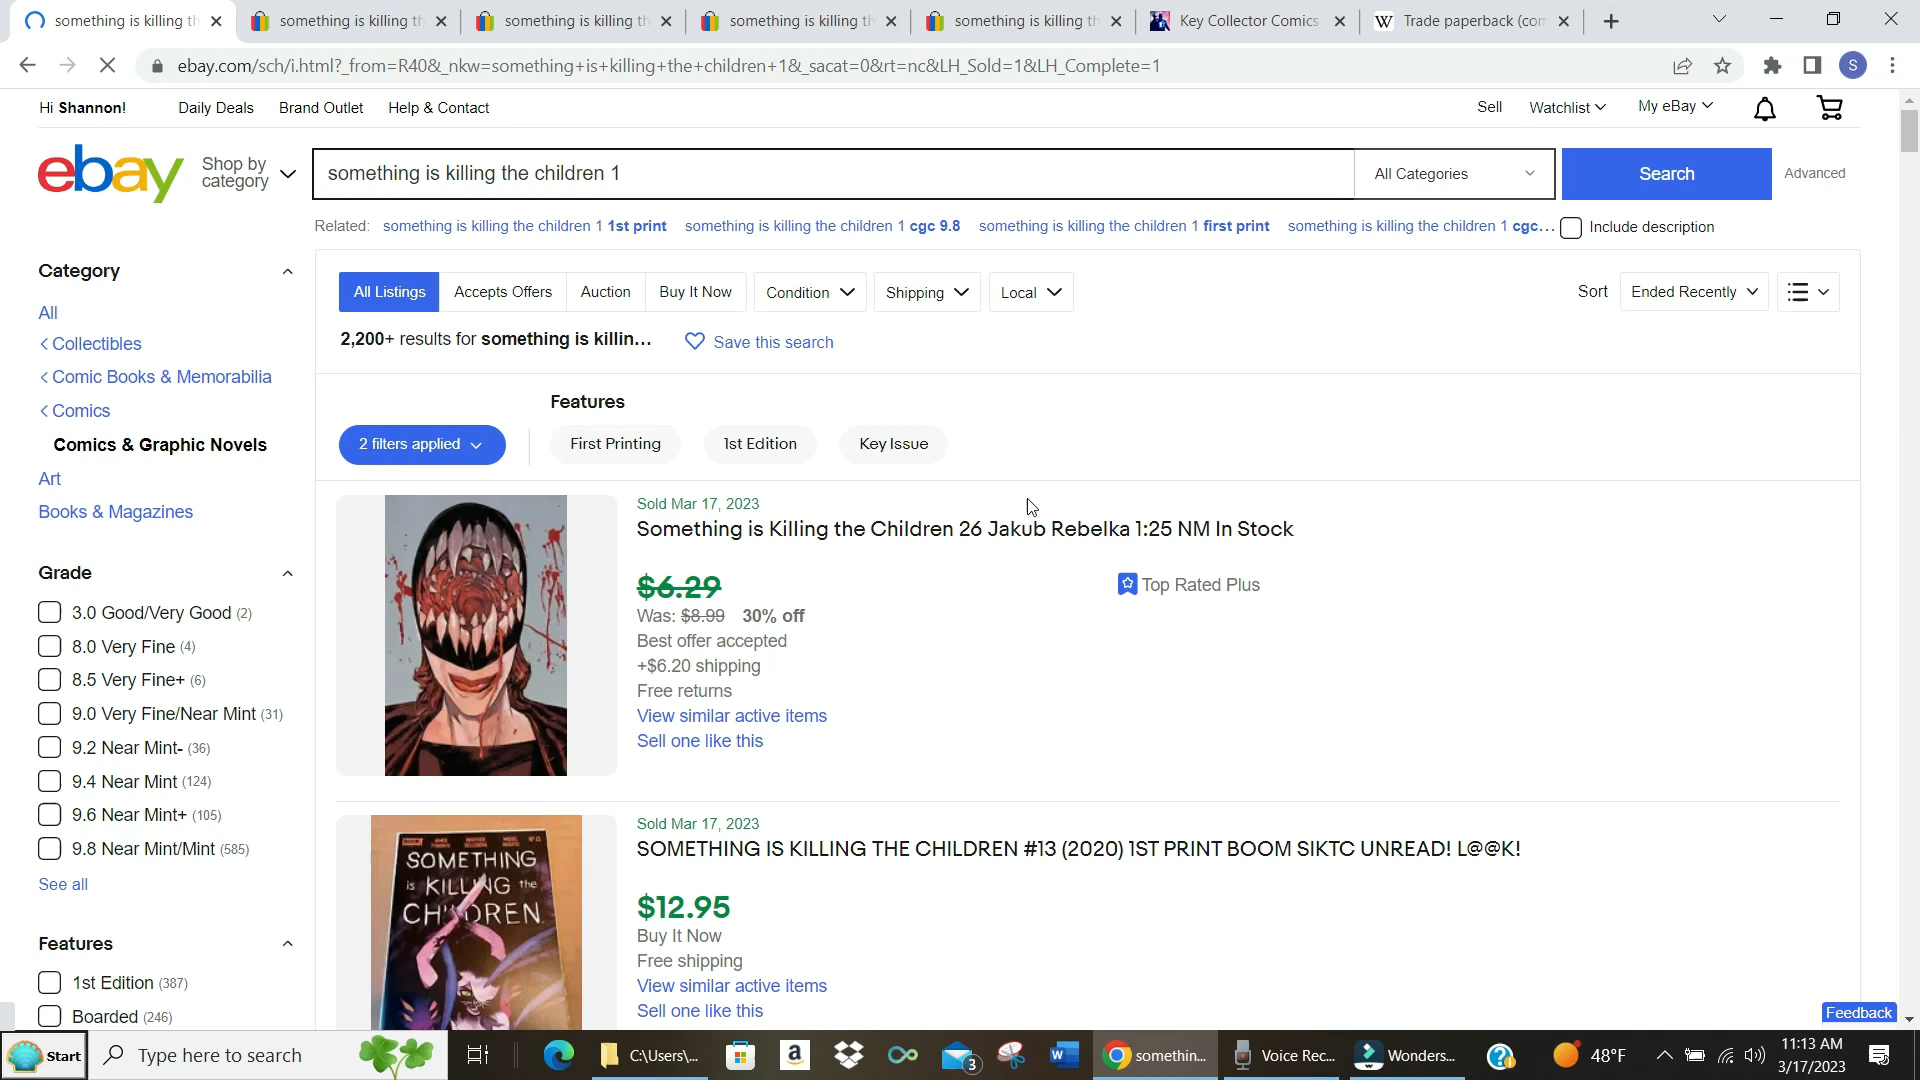 something is killing th
something is killing th
something is killing th
something is killing th
something is killing th
Key Collector Comics
Trade paperback (con
ebay.com/sch/i.html?_from=R40&_nkw=something+is+killing+the+children+1&_sacat=0&rt=nc&LH_Sold=1&LH_Complete=1
S
Hi Shannon!
Daily Deals
Brand Outlet
Help & Contact
Sell
Watchlist
My eBay
ebay
Shop by category
something is killing the children 1
All Categories
Search
Advanced
Related:
something is killing the children 1 1st print
something is killing the children 1 cgc 9.8
something is killing the children 1 first print
something is killing the children 1 cgc...
Include description
Category
All
Collectibles
Comic Books & Memorabilia
Comics
Comics & Graphic Novels
Art
Books & Magazines
Grade
3.0 Good/Very Good (2)
8.0 Very Fine (4)
8.5 Very Fine+ (6)
9.0 Very Fine/Near Mint (31)
9.2 Near Mint- (36)
9.4 Near Mint (124)
9.6 Near Mint+ (105)
9.8 Near Mint/Mint (585)
See all
Features
1st Edition (387)
Boarded (246)
All Listings
Accepts Offers
Auction
Buy It Now
Condition
Shipping
Local
Sort
Ended Recently
2,200+ results for something is killin...
Save this search
Features
2 filters applied
First Printing
1st Edition
Key Issue
Sold Mar 17, 2023
Something is Killing the Children 26 Jakub Rebelka 1:25 NM In Stock
$6.29
Was: $8.99 30% off
Best offer accepted
+$6.20 shipping
Free returns
View similar active items
Sell one like this
Top Rated Plus
SOMETHING
is KILLING the
CHILDREN
Sold Mar 17, 2023
SOMETHING IS KILLING THE CHILDREN #13 (2020) 1ST PRINT BOOM SIKTC UNREAD! L@@K!
$12.95
Buy It Now
Free shipping
View similar active items
Sell one like this
Feedback
Start
Type here to search
C:\Users\...
3
somethin...
Voice Rec...
Wonders...
48°F
11:13 AM
3/17/2023